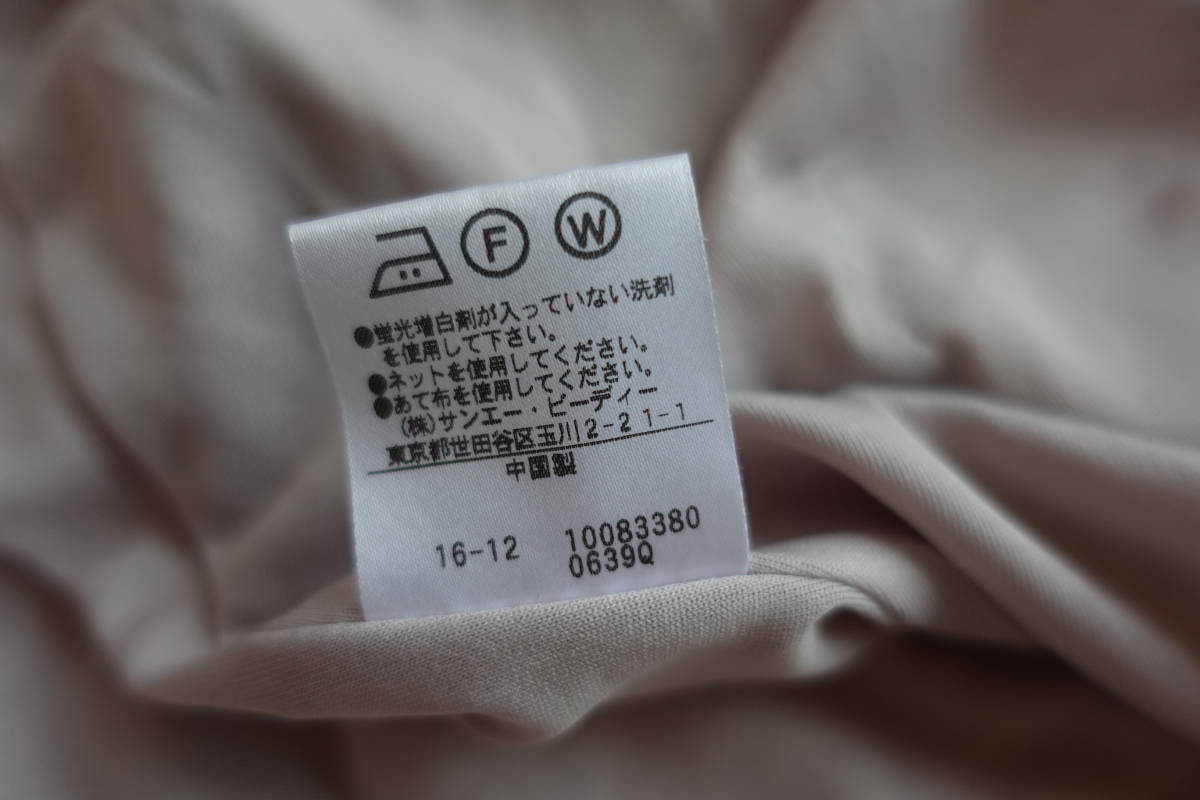 F W
●蛍光増白剤が入っていない洗剤
を使用して下さい。
●ネットを使用してください。
●あて布を使用してください。
(株)サンエー・ビーディー
東京都世田谷区玉川2-21-1
中国製
16-12 10083380
0639Q